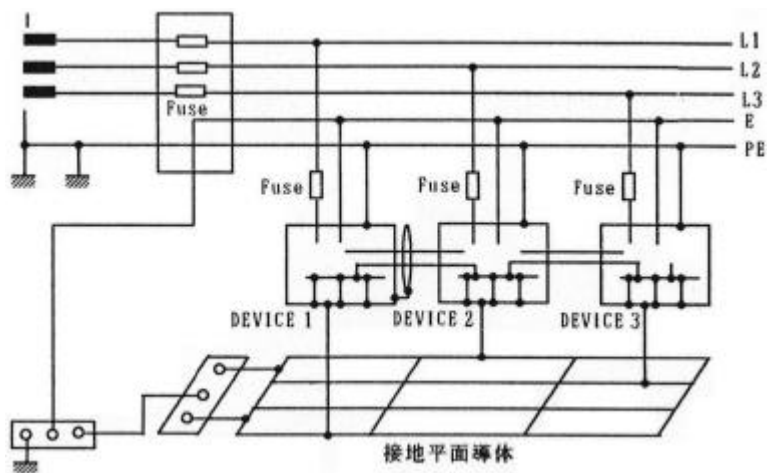 I
L1
L2
L3
Fuse
E
PE
Fuse
Fuse
Fuse
DEVICE 1
DEVICE 2
DEVICE 3
接地平面導体